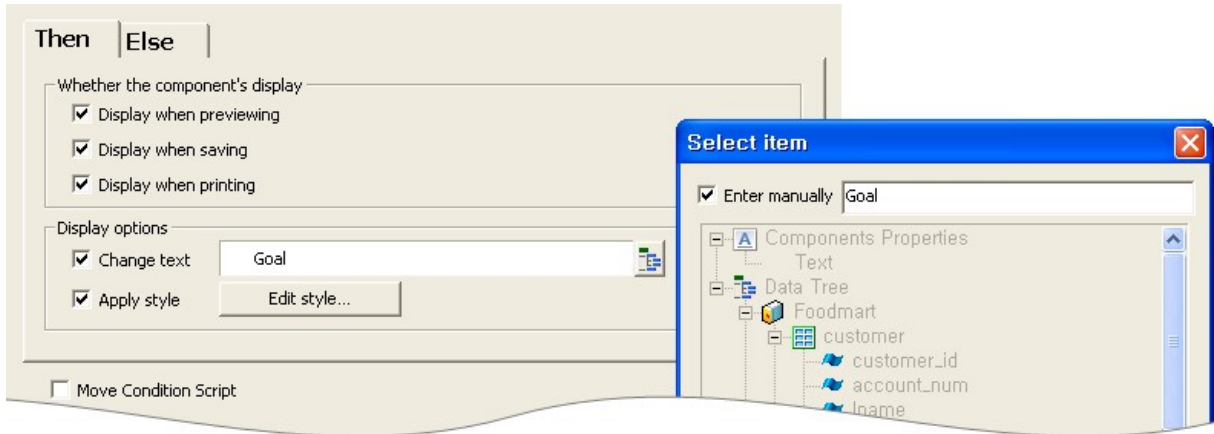 Then
Else
Whether the component's display
Display when previewing
Display when saving
Display when printing
Display options
Change text
Goal
Apply style
Edit style...
Move Condition Script
Select item
Enter manually
Goal
A
Components Properties
Text
Data Tree
Foodmart
customer
customer_id
account_num
lname